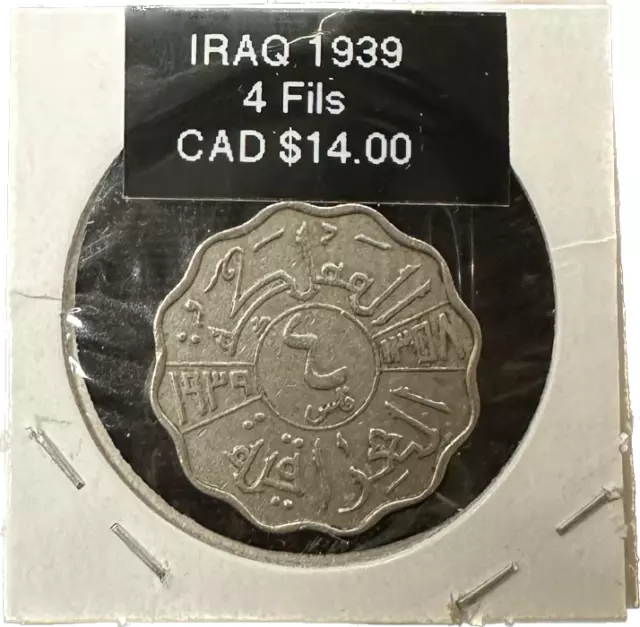 IRAQ 1939
4 Fils
CAD $14.00
المملكة
١٩٣٩
٤
فلس
١٣٥٨
العراقية